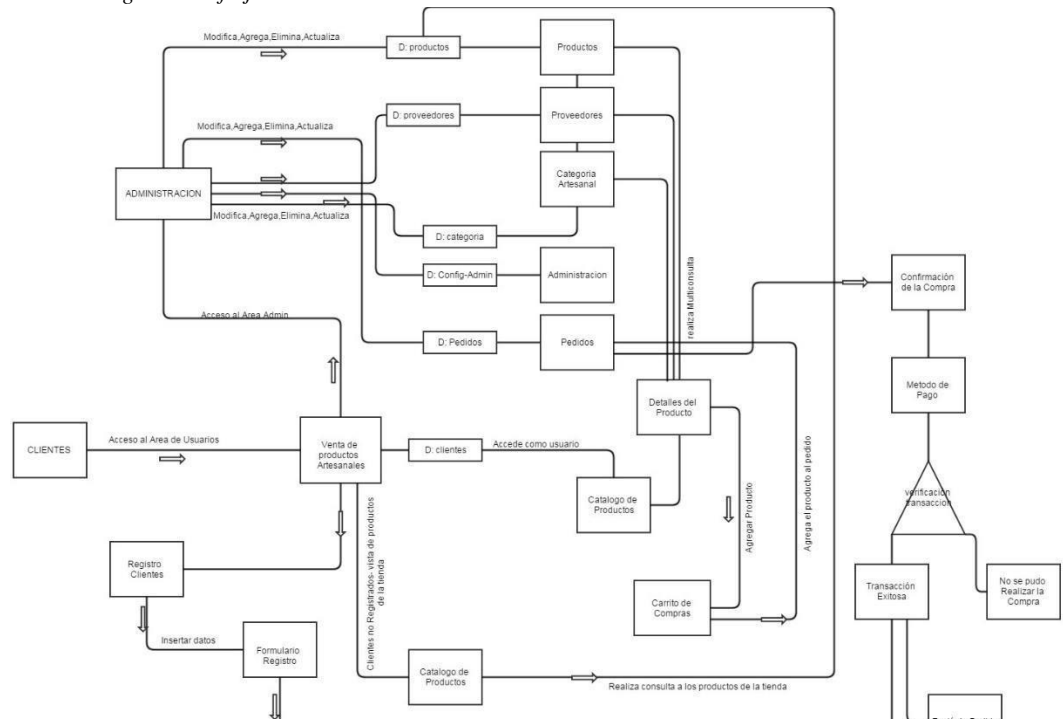 Modifica,Agrega,Elimina,Actualiza
D: productos
Productos
D: proveedores
Proveedores
Modifica,Agrega,Elimina,Actualiza
Categoria
Artesanal
ADMINISTRACION
Modifica,Agrega,Elimina,Actualiza
D: categoria
D: Config-Admin
Administracion
realiza Multiconsulta
Confirmación
de la Compra
Acceso al Area Admin
D: Pedidos
Pedidos
Metodo de
Pago
Detalles del
Producto
CLIENTES
Acceso al Area de Usuarios
Venta de
productos
Artesanales
D: clientes
Accede como usuario
Catalogo de
Productos
Agregar Producto
Agrega el producto al pedido
verificación
transaccion
Registro
Clientes
Clientes no Registrados- vista de productos
de la tienda
Transacción
Exitosa
No se pudo
Realizar la
Compra
Carrito de
Compras
Insertar datos
Formulario
Registro
Catalogo de
Productos
Realiza consulta a los productos de la tienda